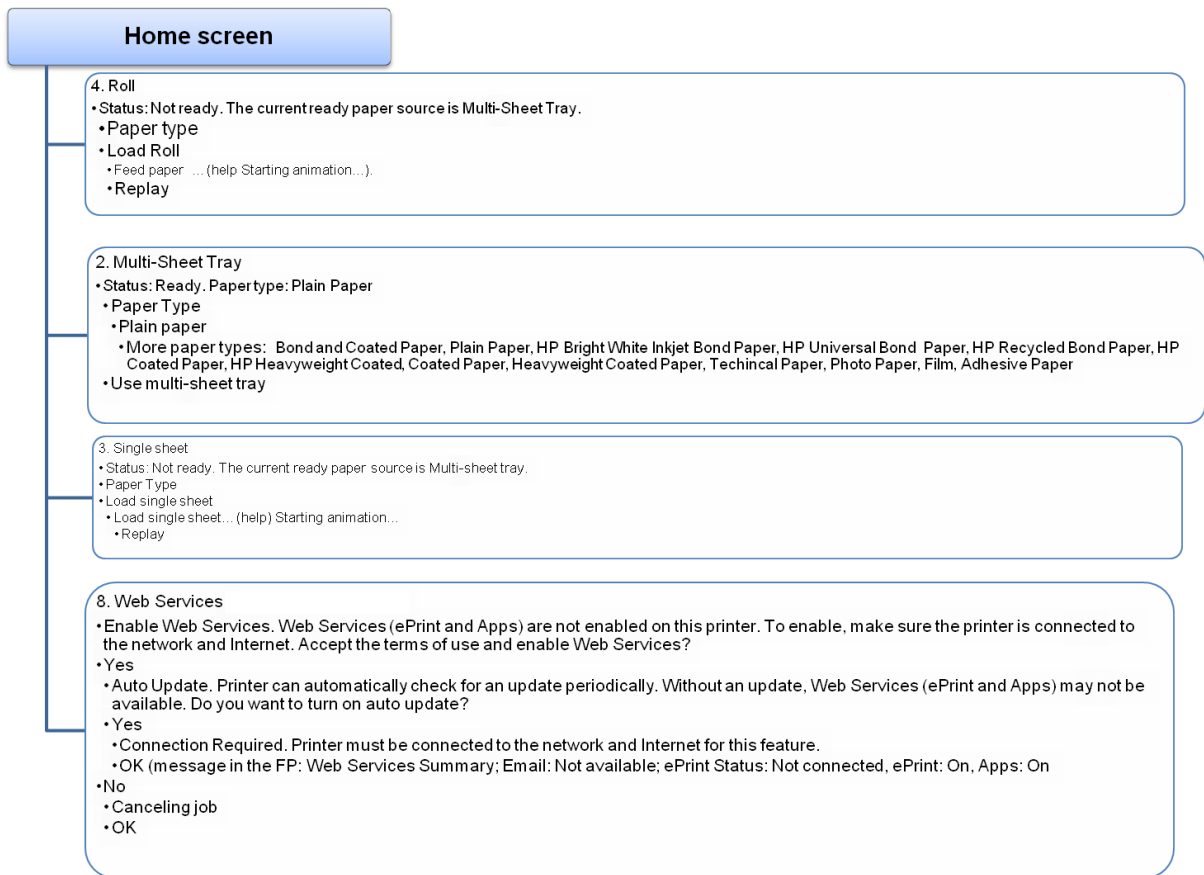 Home screen
4. Roll
•Status: Not ready. The current ready paper source is Multi-Sheet Tray.
•Paper type
•Load Roll
•Feed paper ... (help Starting animation...).
•Replay
2. Multi-Sheet Tray
•Status: Ready. Paper type: Plain Paper
•Paper Type
•Plain paper
•More paper types: Bond and Coated Paper, Plain Paper, HP Bright White Inkjet Bond Paper, HP Universal Bond Paper, HP Recycled Bond Paper, HP
Coated Paper, HP Heavyweight Coated, Coated Paper, Heavyweight Coated Paper, Techincal Paper, Photo Paper, Film, Adhesive Paper
•Use multi-sheet tray
3. Single sheet
•Status: Not ready. The current ready paper source is Multi-sheet tray.
•Paper Type
•Load single sheet
•Load single sheet... (help) Starting animation...
•Replay
8. Web Services
•Enable Web Services. Web Services (ePrint and Apps) are not enabled on this printer. To enable, make sure the printer is connected to
the network and Internet. Accept the terms of use and enable Web Services?
•Yes
•Auto Update. Printer can automatically check for an update periodically. Without an update, Web Services (ePrint and Apps) may not be
available. Do you want to turn on auto update?
•Yes
•Connection Required. Printer must be connected to the network and Internet for this feature.
•OK (message in the FP: Web Services Summary; Email: Not available; ePrint Status: Not connected, ePrint: On, Apps: On
•No
•Canceling job
•OK